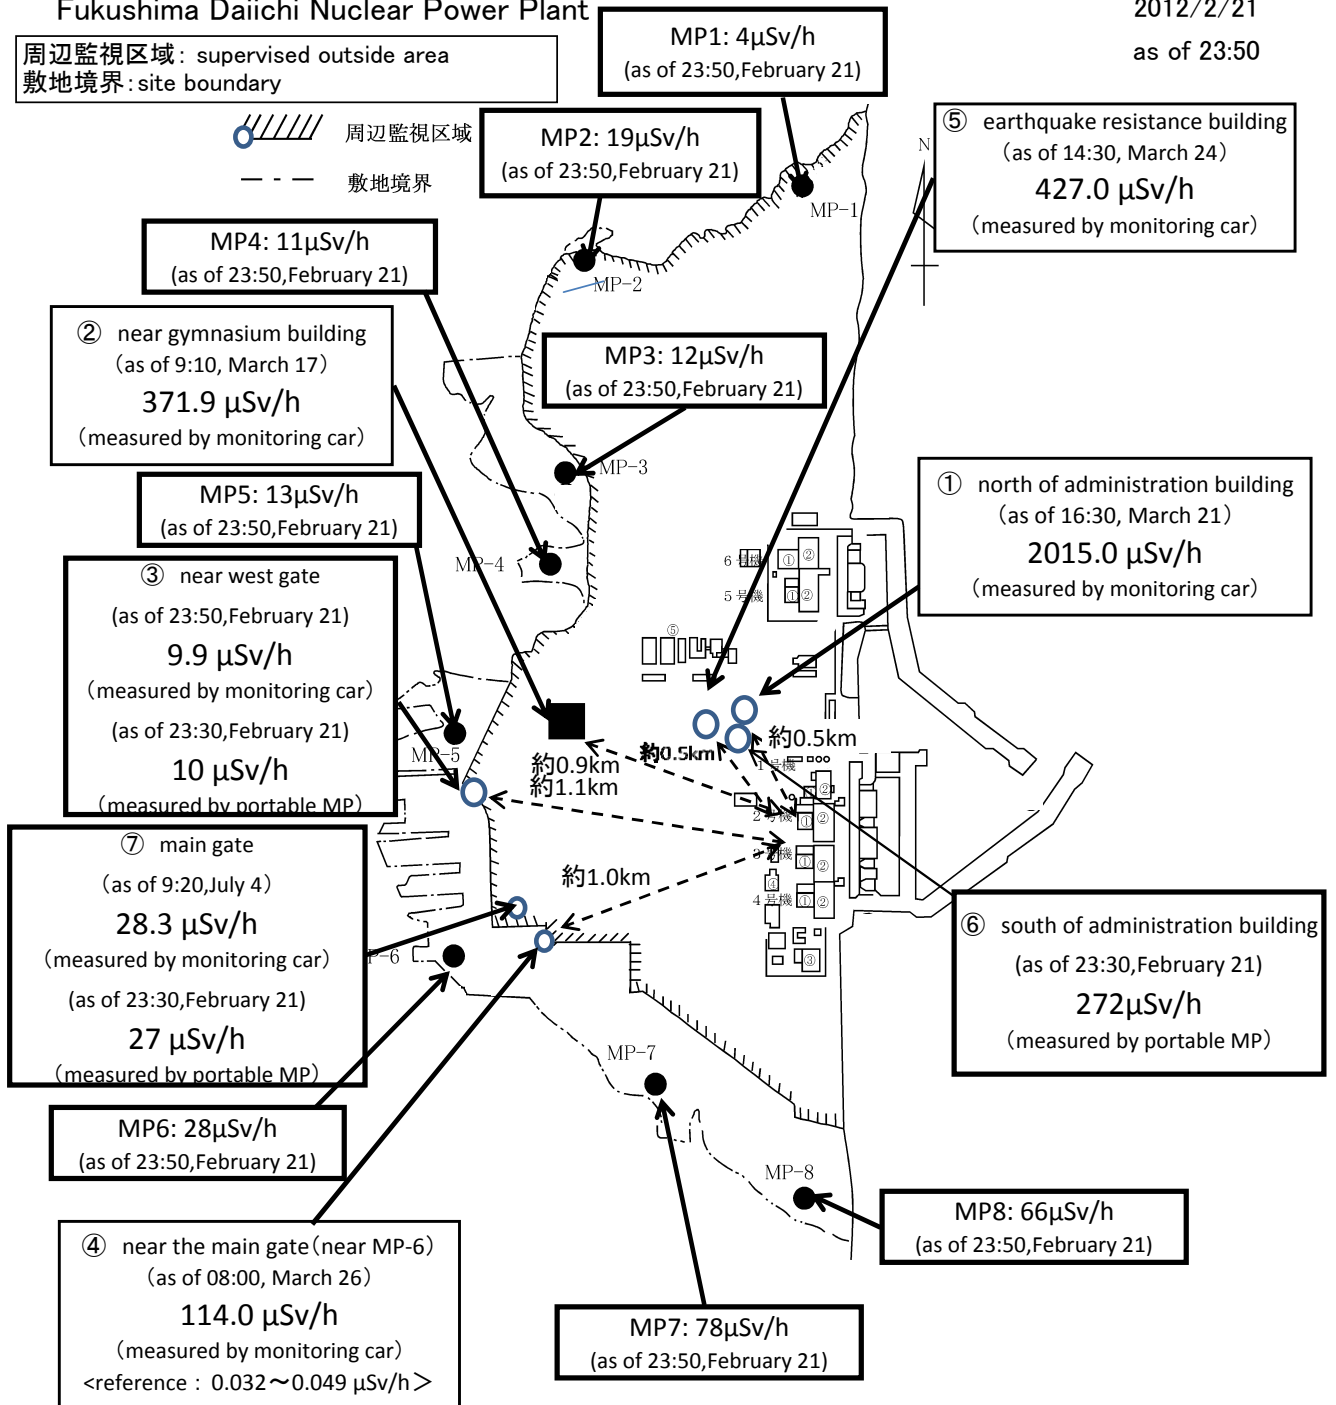 Fukushima Daiichi Nuclear Power Plant
2012/2/21
as of 23:50
周辺監視区域: supervised outside area
敷地境界:site boundary
周辺監視区域
敷地境界
MP1: 4μSv/h
(as of 23:50,February 21)
MP2: 19μSv/h
(as of 23:50,February 21)
⑤ earthquake resistance building
(as of 14:30, March 24)
427.0 μSv/h
(measured by monitoring car)
N
MP-1
MP4: 11μSv/h
(as of 23:50,February 21)
MP-2
② near gymnasium building
(as of 9:10, March 17)
371.9 μSv/h
(measured by monitoring car)
MP3: 12μSv/h
(as of 23:50,February 21)
MP-3
MP5: 13μSv/h
(as of 23:50,February 21)
① north of administration building
(as of 16:30, March 21)
2015.0 μSv/h
(measured by monitoring car)
MP-4
③ near west gate
(as of 23:50,February 21)
9.9 μSv/h
(measured by monitoring car)
(as of 23:30,February 21)
10 μSv/h
(measured by portable MP)
6号機
① ②
5号機
① ②
⑤
MP-5
約0.9km
約1.1km
約0.5km
約0.5km
1号機
②
2号機
① ②
3号機
① ②
④
4号機
① ②
③
約1.0km
⑦ main gate
(as of 9:20,July 4)
28.3 μSv/h
(measured by monitoring car)
(as of 23:30,February 21)
27 μSv/h
(measured by portable MP)
P-6
⑥ south of administration building
(as of 23:30,February 21)
272μSv/h
(measured by portable MP)
MP-7
MP6: 28μSv/h
(as of 23:50,February 21)
MP-8
MP8: 66μSv/h
(as of 23:50,February 21)
④ near the main gate(near MP-6)
(as of 08:00, March 26)
114.0 μSv/h
(measured by monitoring car)
<reference : 0.032〜0.049 μSv/h>
MP7: 78μSv/h
(as of 23:50,February 21)